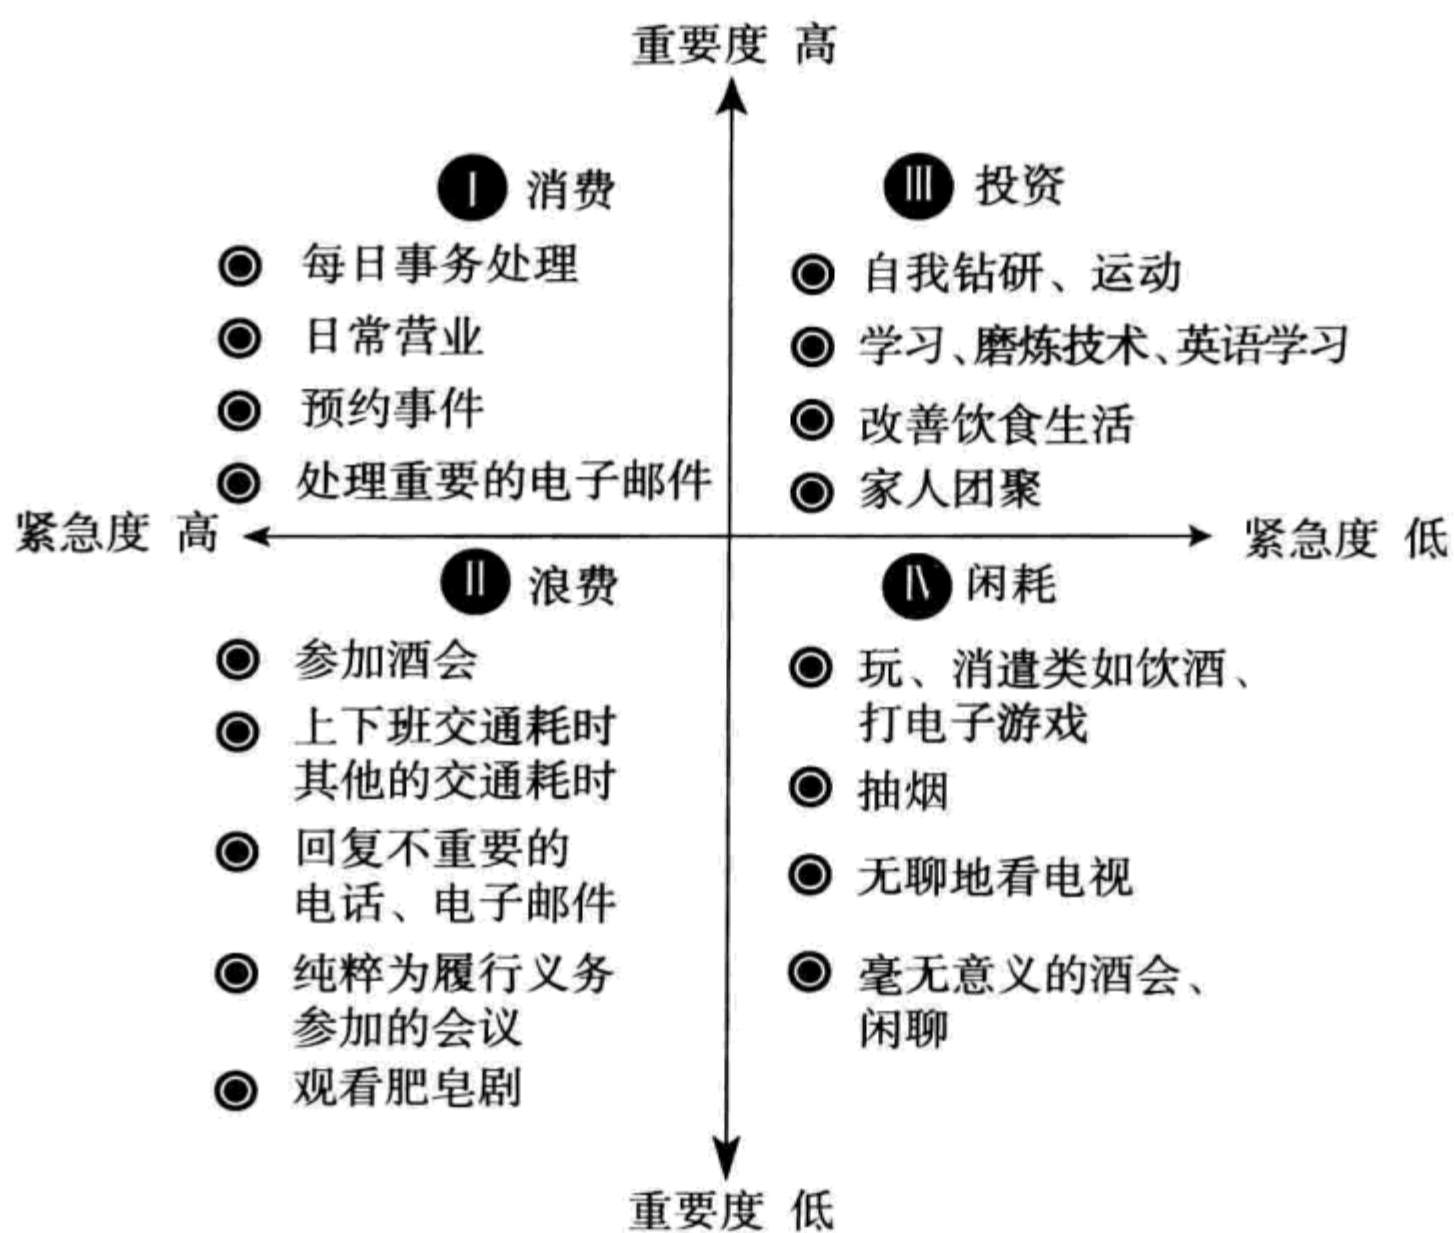 重要度 高
Ⅰ 消费
每日事务处理
日常营业
预约事件
处理重要的电子邮件
Ⅲ 投资
自我钻研、运动
学习、磨炼技术、英语学习
改善饮食生活
家人团聚
紧急度 高
紧急度 低
Ⅱ 浪费
参加酒会
上下班交通耗时
其他的交通耗时
回复不重要的
电话、电子邮件
纯粹为履行义务
参加的会议
观看肥皂剧
Ⅳ 闲耗
玩、消遣类如饮酒、
打电子游戏
抽烟
无聊地看电视
毫无意义的酒会、
闲聊
重要度 低